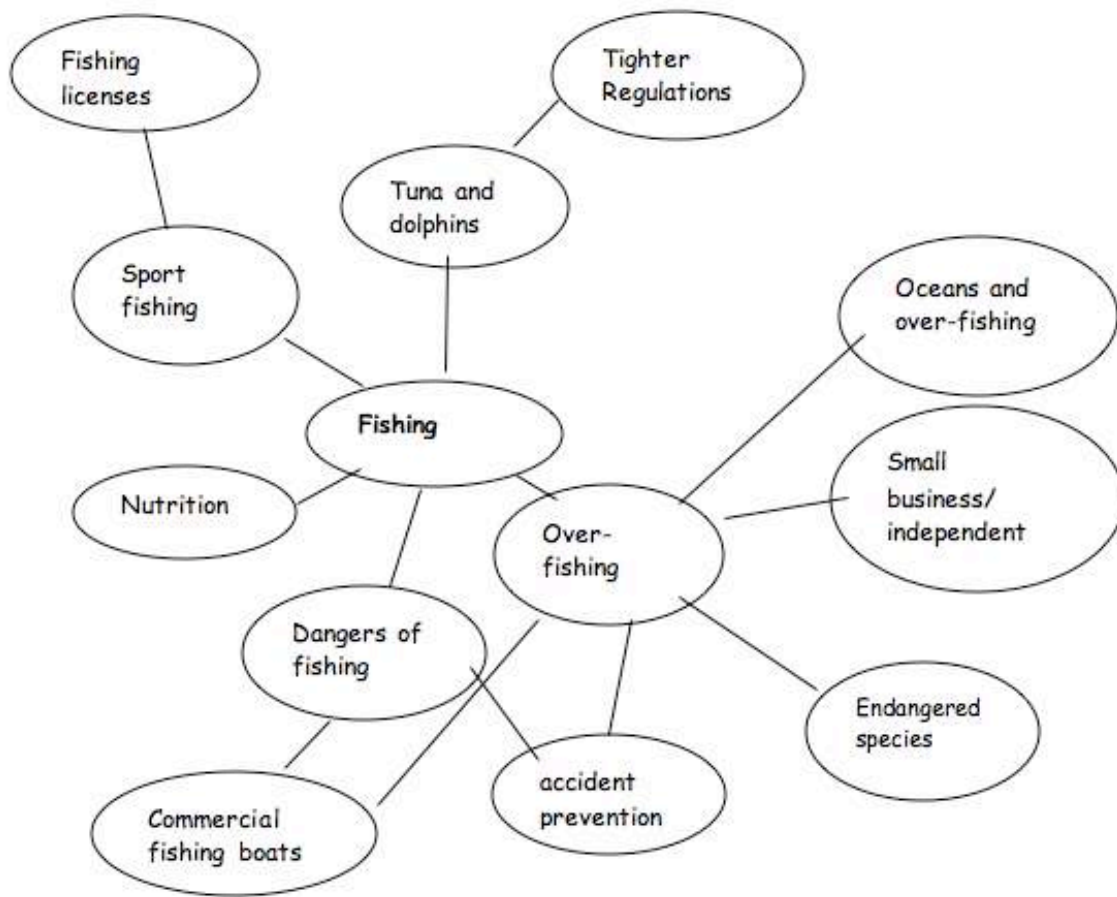 Fishing
licenses
Tighter
Regulations
Tuna and
dolphins
Sport
fishing
Oceans and
over-fishing
Fishing
Nutrition
Small
business/
independent
Over-
fishing
Dangers of
fishing
Endangered
species
accident
prevention
Commercial
fishing boats